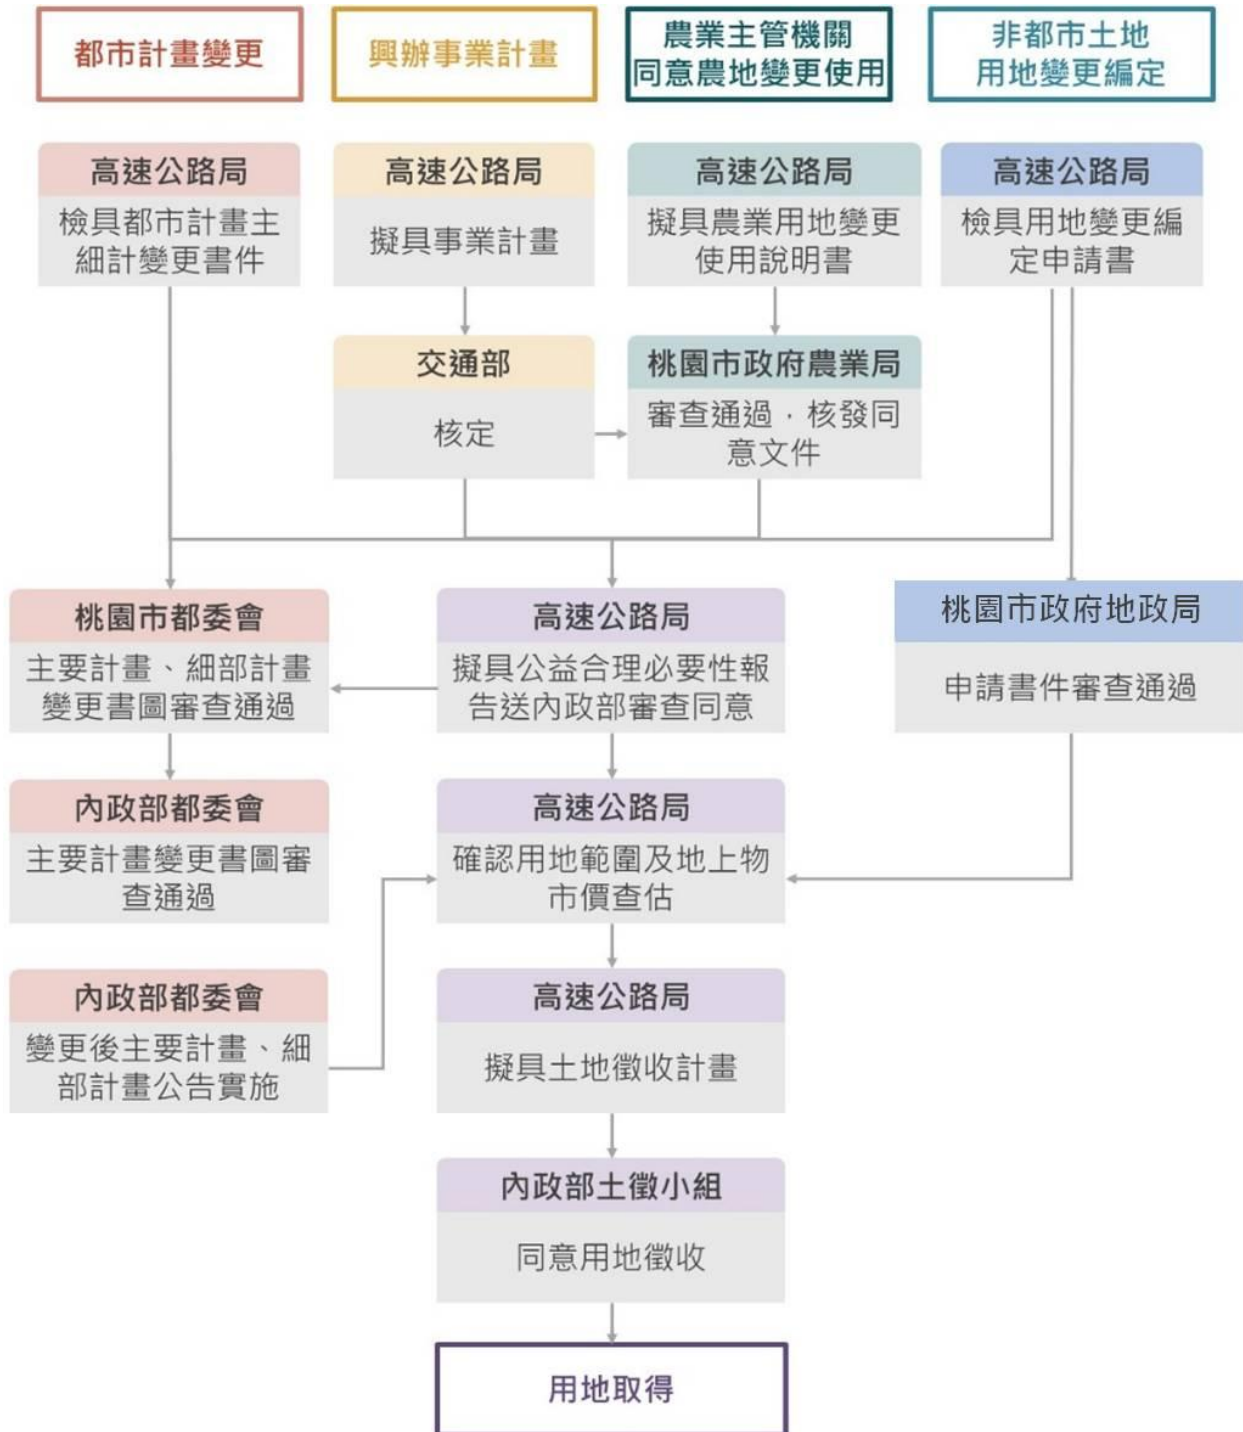 都市計畫變更
興辦事業計畫
農業主管機關
同意農地變更使用
非都市土地
用地變更編定
高速公路局
檢具都市計畫主
細計變更書件
高速公路局
擬具事業計畫
高速公路局
擬具農業用地變更
使用說明書
高速公路局
檢具用地變更編
定申請書
交通部
核定
桃園市政府農業局
審查通過，核發同
意文件
桃園市都委會
主要計畫、細部計畫
變更書圖審查通過
高速公路局
擬具公益合理必要性報
告送內政部審查同意
桃園市政府地政局
申請書件審查通過
內政部都委會
主要計畫變更書圖審
查通過
高速公路局
確認用地範圍及地上物
市價查估
內政部都委會
變更後主要計畫、細
部計畫公告實施
高速公路局
擬具土地徵收計畫
內政部土徵小組
同意用地徵收
用地取得